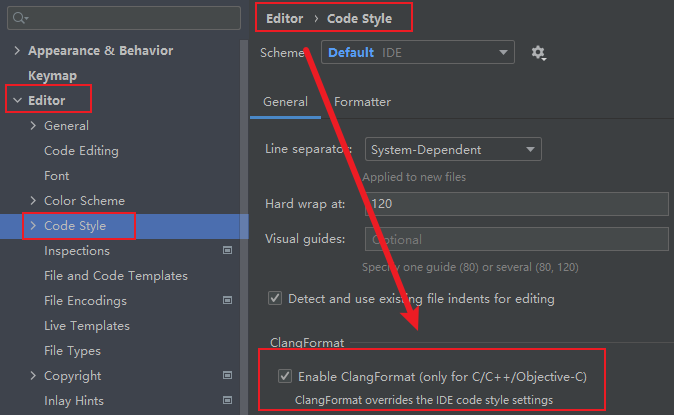 Appearance & Behavior
Keymap
Editor
General
Code Editing
Font
Color Scheme
Code Style
Inspections
File and Code Templates
File Encodings
Live Templates
File Types
Copyright
Inlay Hints
Editor › Code Style
Scheme Default IDE
General Formatter
Line separator: System-Dependent
Applied to new files
Hard wrap at: 120
Visual guides: Optional
Specify one guide (80) or several (80, 120)
Detect and use existing file indents for editing
ClangFormat
Enable ClangFormat (only for C/C++/Objective-C)
ClangFormat overrides the IDE code style settings